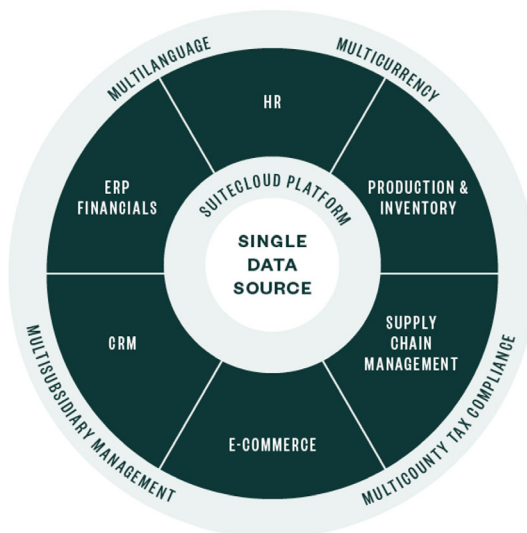 MULTILANGUAGE
MULTICURRENCY
HR
ERP
FINANCIALS
PRODUCTION &
INVENTORY
SUITECLOUD PLATFORM
SINGLE
DATA
SOURCE
CRM
SUPPLY
CHAIN
MANAGEMENT
E-COMMERCE
MULTISUBSIDIARY MANAGEMENT
MULTICOUNTY TAX COMPLIANCE